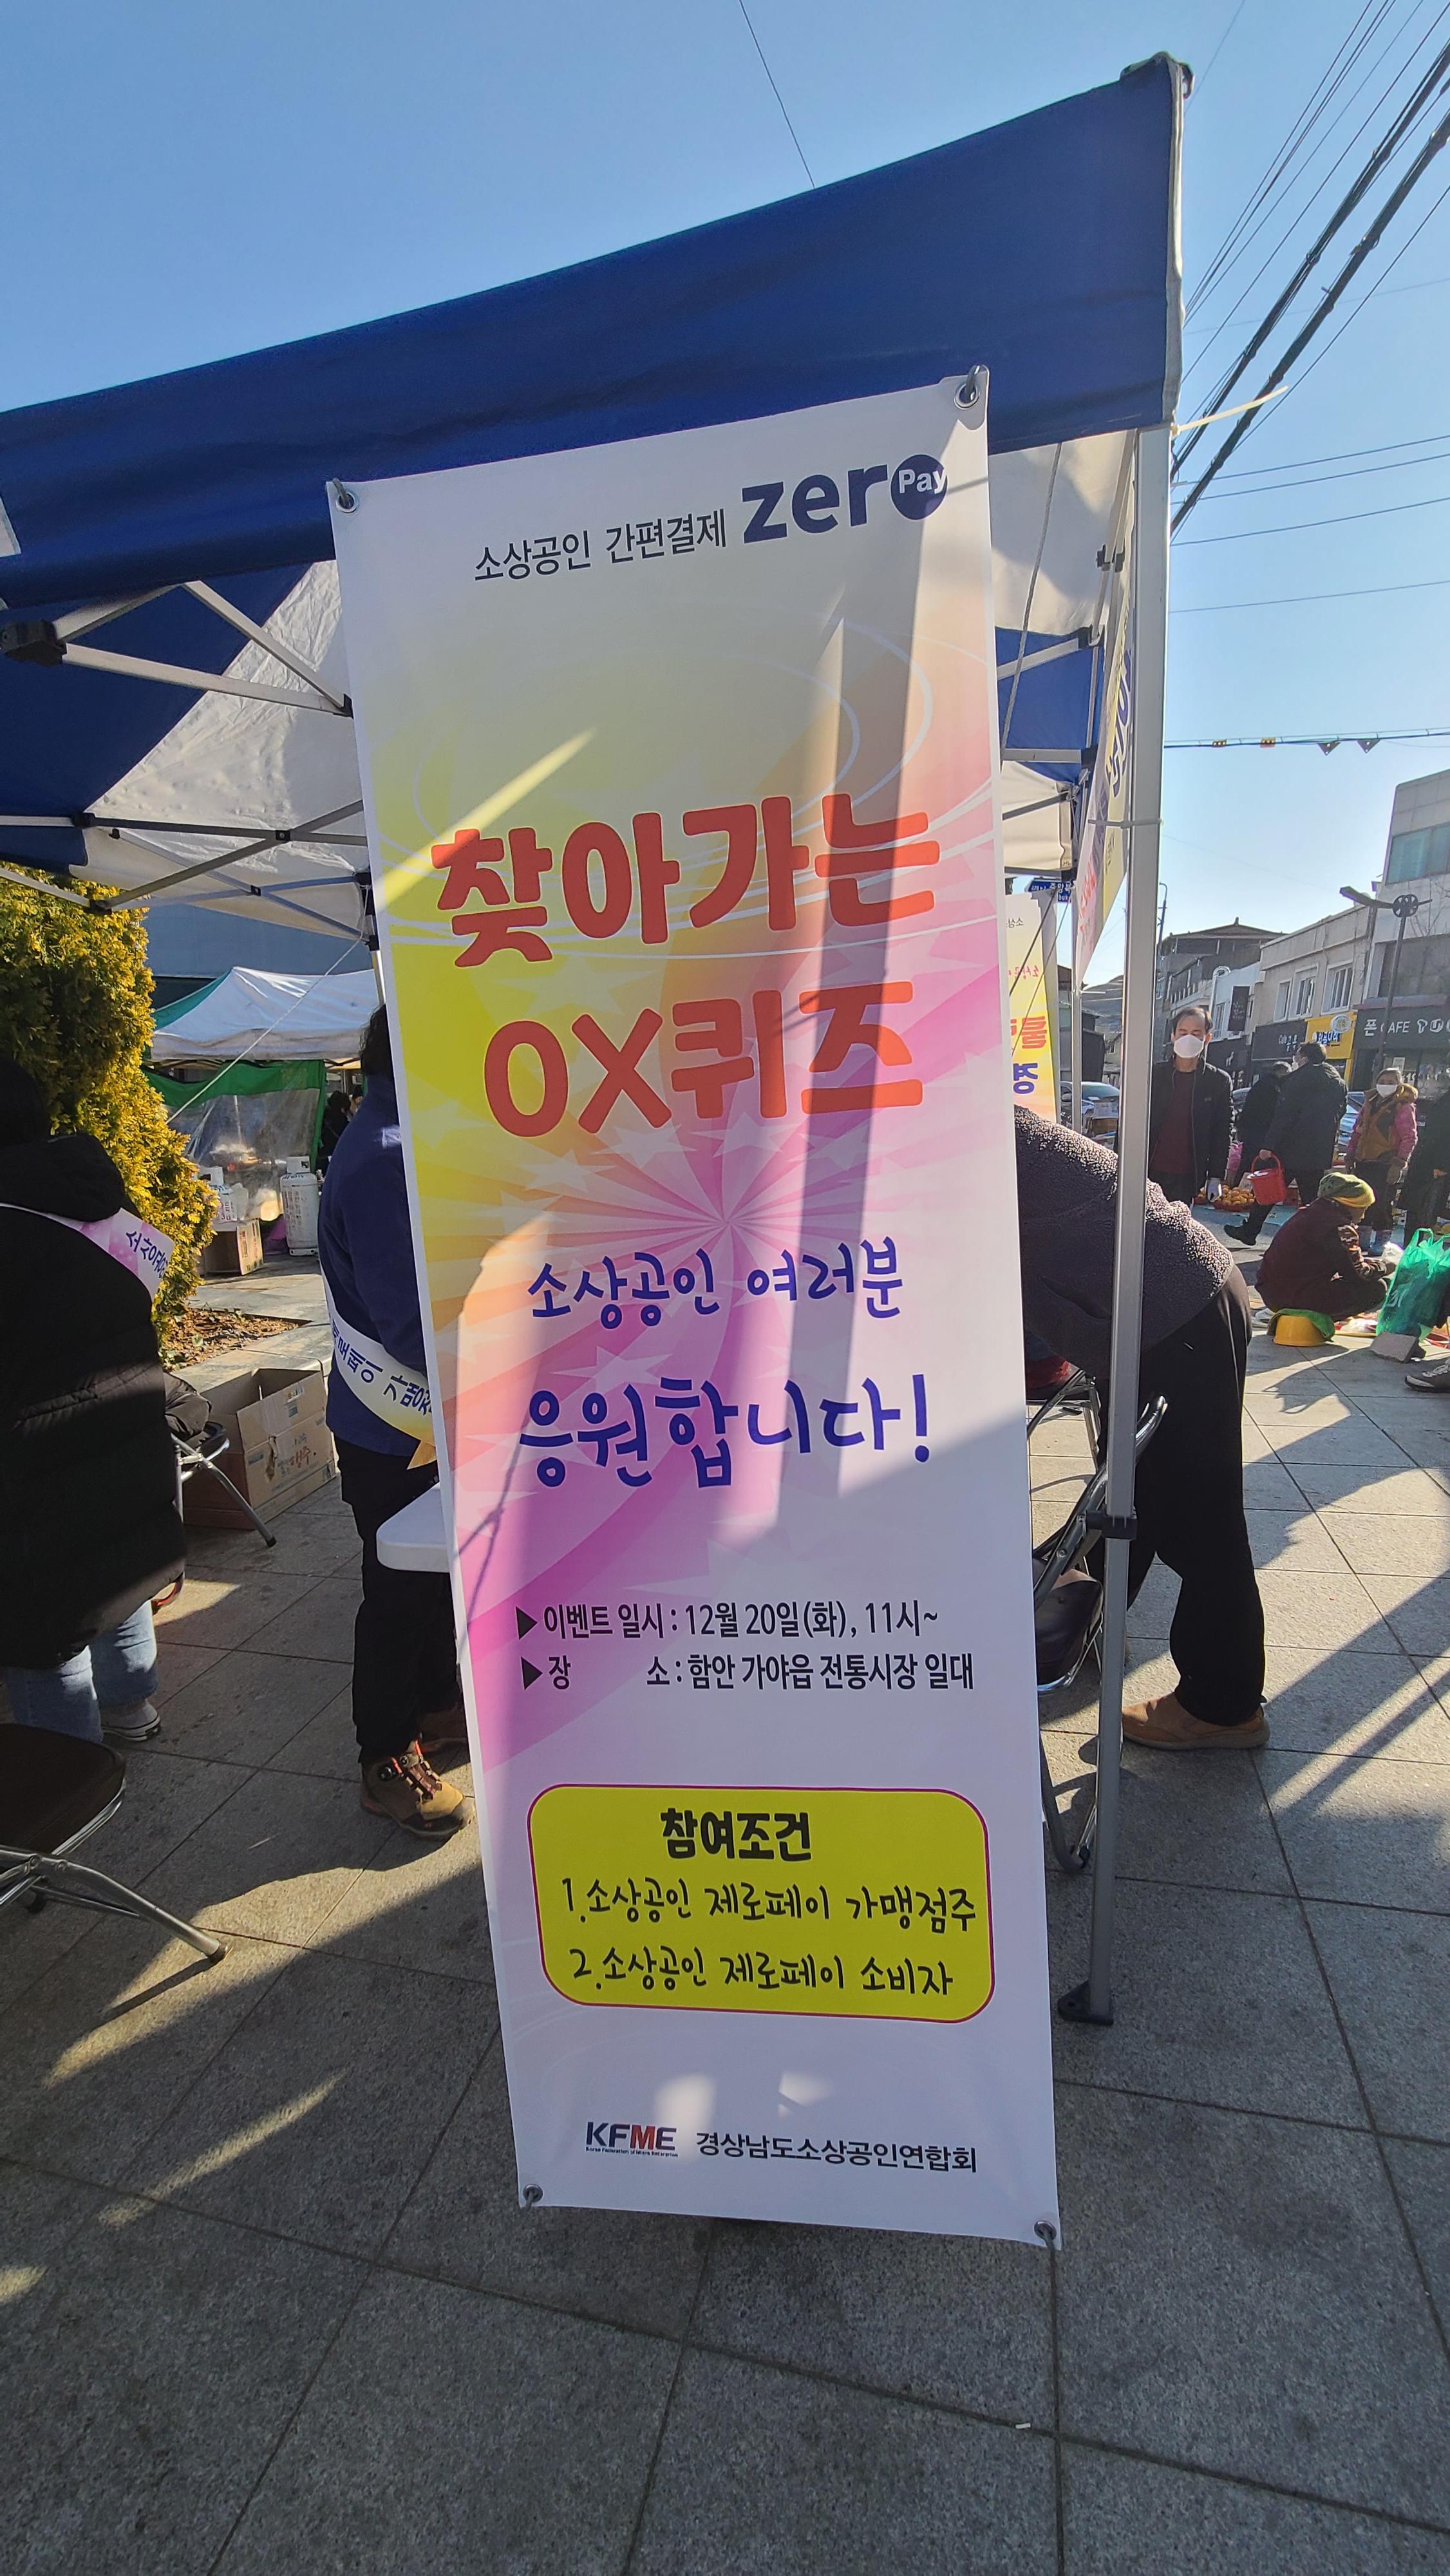 소상공인 간편결제 zero Pay
찾아가는
OX퀴즈
소상공인 여러분
응원합니다!
▶이벤트 일시 : 12월 20일(화), 11시~
▶장 소 : 함안 가야읍 전통시장 일대
참여조건
1.소상공인 제로페이 가맹점주
2.소상공인 제로페이 소비자
KFME 경상남도소상공인연합회
CAFE